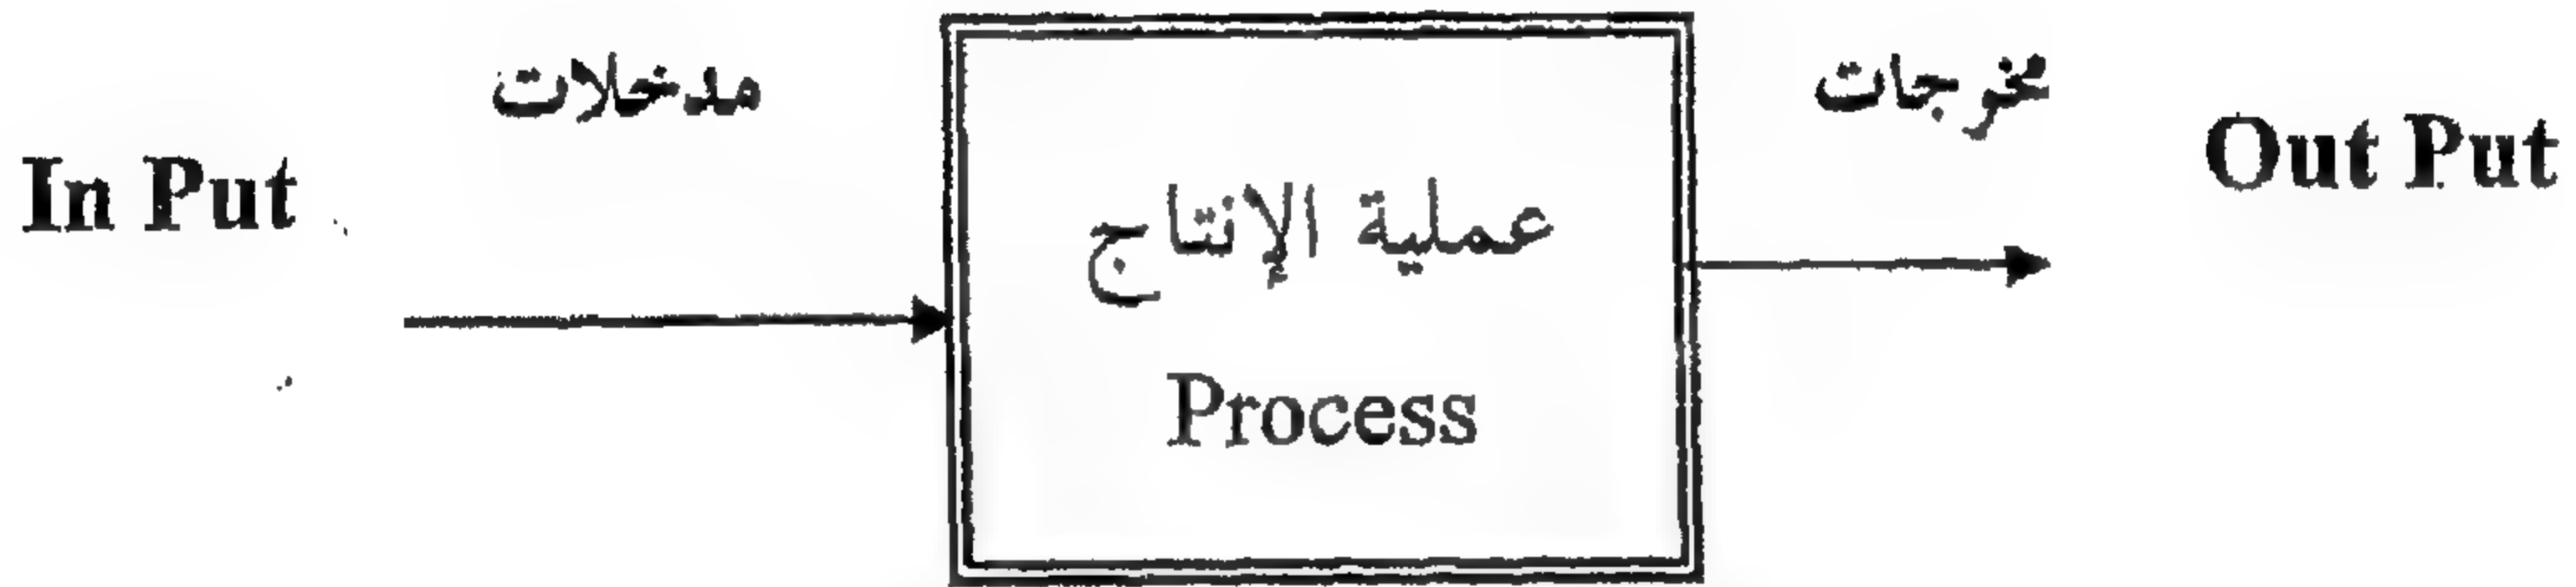 In Put
مدخلات
عملية الإنتاج
Process
مخرجات
Out Put